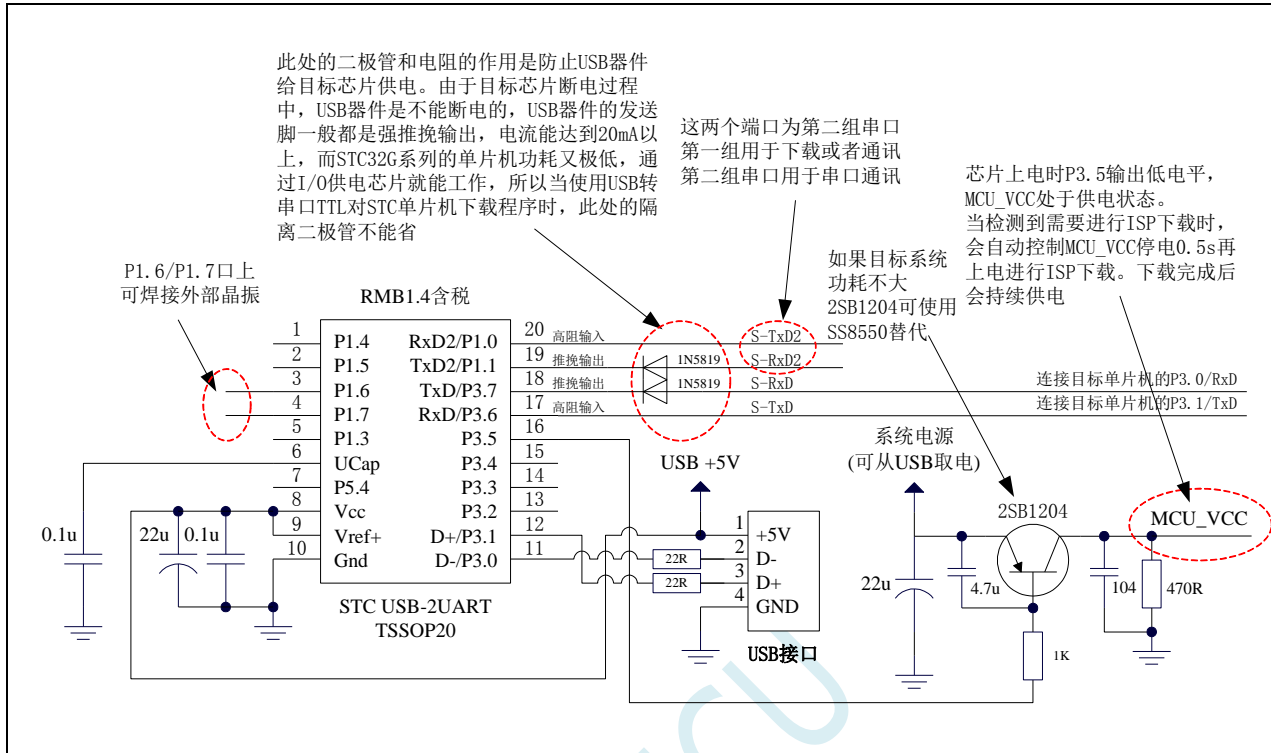 此处的二极管和电阻的作用是防止USB器件
给目标芯片供电。由于目标芯片断电过程
中，USB器件是不能断电的，USB器件的发送
脚一般都是强推挽输出，电流能达到20mA以
上，而STC32G系列的单片机功耗又极低，通
过I/O供电芯片就能工作，所以当使用USB转
串口TTL对STC单片机下载程序时，此处的隔
离二极管不能省
这两个端口为第二组串口
第一组用于下载或者通讯
第二组串口用于串口通讯
芯片上电时P3.5输出低电平，
MCU_VCC处于供电状态。
当检测到需要进行ISP下载时，
会自动控制MCU_VCC停电0.5s再
上电进行ISP下载。下载完成后
会持续供电
如果目标系统
功耗不大
2SB1204可使用
SS8550替代
P1.6/P1.7口上
可焊接外部晶振
RMB1.4含税
1 P1.4 RxD2/P1.0 20 高阻输入 S-TxD2
2 P1.5 TxD2/P1.1 19 推挽输出 1N5819 S-RxD2
3 P1.6 TxD/P3.7 18 推挽输出 1N5819 S-RxD 连接目标单片机的P3.0/RxD
4 P1.7 RxD/P3.6 17 高阻输入 S-TxD 连接目标单片机的P3.1/TxD
5 P1.3 P3.5 16
6 UCap P3.4 15
7 P5.4 P3.3 14
8 Vcc P3.2 13
9 Vref+ D+/P3.1 12
10 Gnd D-/P3.0 11
STC USB-2UART
TSSOP20
0.1u
22u
0.1u
USB +5V
22R
22R
1 +5V
2 D-
3 D+
4 GND
USB接口
系统电源
(可从USB取电)
2SB1204
MCU_VCC
22u
4.7u
104
470R
1K
MCU